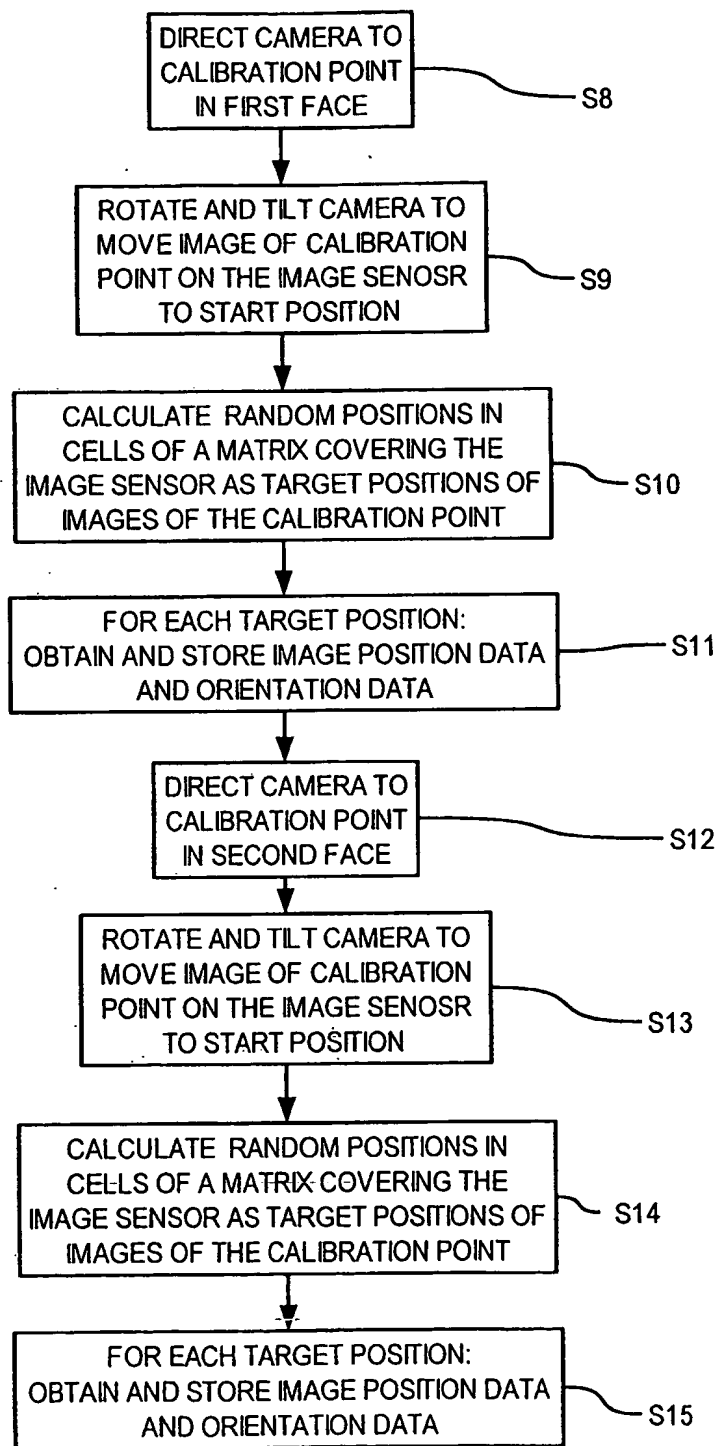 DIRECT CAMERA TO
CALIBRATION POINT
IN FIRST FACE
S8
ROTATE AND TILT CAMERA TO
MOVE IMAGE OF CALIBRATION
POINT ON THE IMAGE SENOSR
TO START POSITION
S9
CALCULATE RANDOM POSITIONS IN
CELLS OF A MATRIX COVERING THE
IMAGE SENSOR AS TARGET POSITIONS OF
IMAGES OF THE CALIBRATION POINT
S10
FOR EACH TARGET POSITION:
OBTAIN AND STORE IMAGE POSITION DATA
AND ORIENTATION DATA
S11
DIRECT CAMERA TO
CALIBRATION POINT
IN SECOND FACE
S12
ROTATE AND TILT CAMERA TO
MOVE IMAGE OF CALIBRATION
POINT ON THE IMAGE SENOSR
TO START POSITION
S13
CALCULATE RANDOM POSITIONS IN
CELLS OF A MATRIX COVERING THE
IMAGE SENSOR AS TARGET POSITIONS OF
IMAGES OF THE CALIBRATION POINT
S14
FOR EACH TARGET POSITION:
OBTAIN AND STORE IMAGE POSITION DATA
AND ORIENTATION DATA
S15